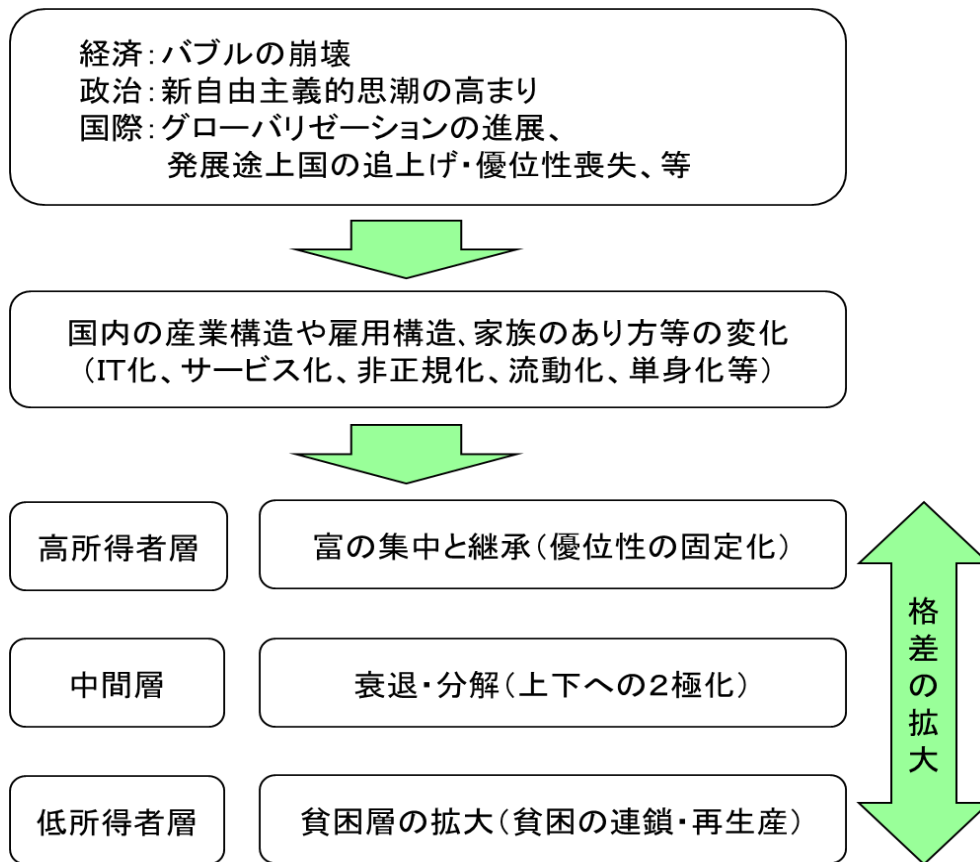 経済：バブルの崩壊
政治：新自由主義的思潮の高まり
国際：グローバリゼーションの進展、
発展途上国の追上げ・優位性喪失、等
国内の産業構造や雇用構造、家族のあり方等の変化
（IT化、サービス化、非正規化、流動化、単身化等）
高所得者層
富の集中と継承（優位性の固定化）
中間層
衰退・分解（上下への２極化）
低所得者層
貧困層の拡大（貧困の連鎖・再生産）
格差の拡大